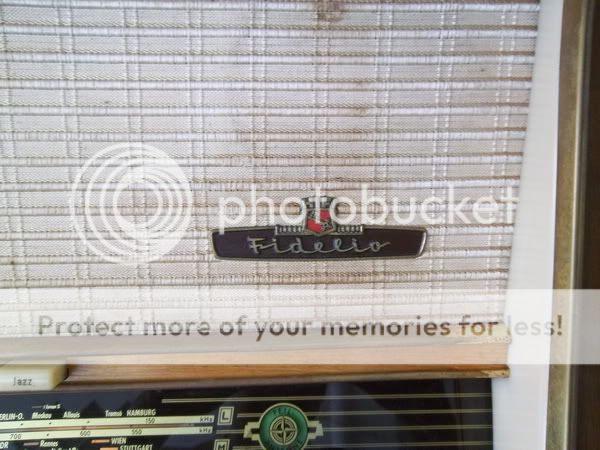 photobucket
Fidelio
Protect more of your memories for less!
Jazz
BERLIN-O. Moskau Allouis Tromsö HAMBURG
150 kHz L
700 600 550 kHz M
Rennes WIEN
STUTTGART